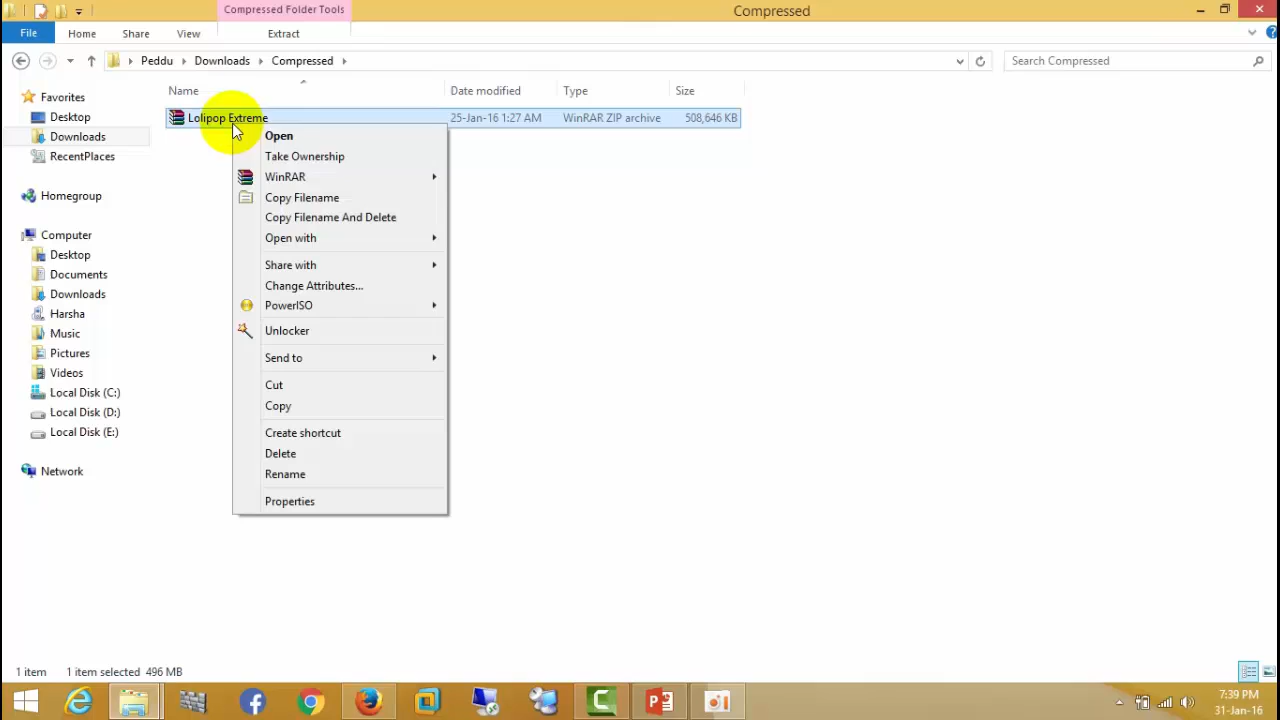 Compressed Folder Tools
Compressed
File
Home
Share
View
Extract
Peddu
Downloads
Compressed
Search Compressed
Name
Date modified
Type
Size
Lolipop Extreme
25-Jan-16 1:27 AM
WinRAR ZIP archive
508,646 KB
Favorites
Desktop
Downloads
RecentPlaces
Homegroup
Computer
Desktop
Documents
Downloads
Harsha
Music
Pictures
Videos
Local Disk (C:)
Local Disk (D:)
Local Disk (E:)
Network
Open
Take Ownership
WinRAR
Copy Filename
Copy Filename And Delete
Open with
Share with
Change Attributes...
PowerISO
Unlocker
Send to
Cut
Copy
Create shortcut
Delete
Rename
Properties
1 item
1 item selected 496 MB
7:39 PM
31-Jan-16